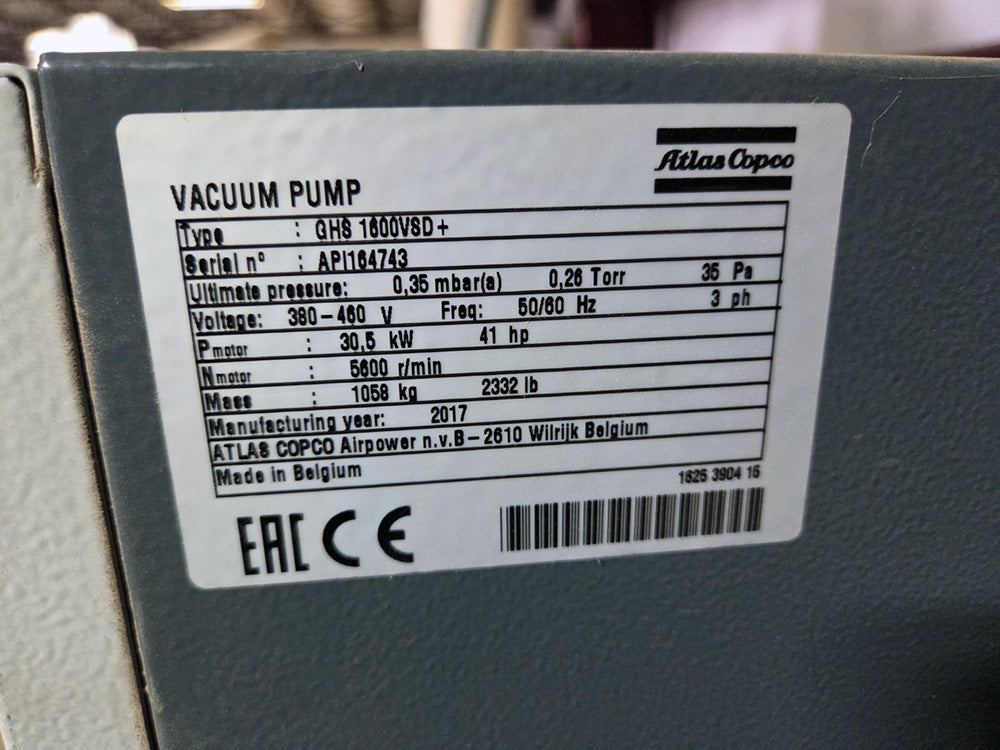 Atlas Copco
VACUUM PUMP
Type : GHS 1600VSD+
Serial n° : API164743
Ultimate pressure: 0,35 mbar(a) 0,26 Torr 35 Pa
Voltage: 380-460 V Freq: 50/60 Hz 3 ph
P motor : 30,5 kW 41 hp
N motor : 5600 r/min
Mass : 1058 kg 2332 lb
Manufacturing year: 2017
ATLAS COPCO Airpower n.v.B-2610 Wilrijk Belgium
Made in Belgium
1625 3904 15
EAC CE